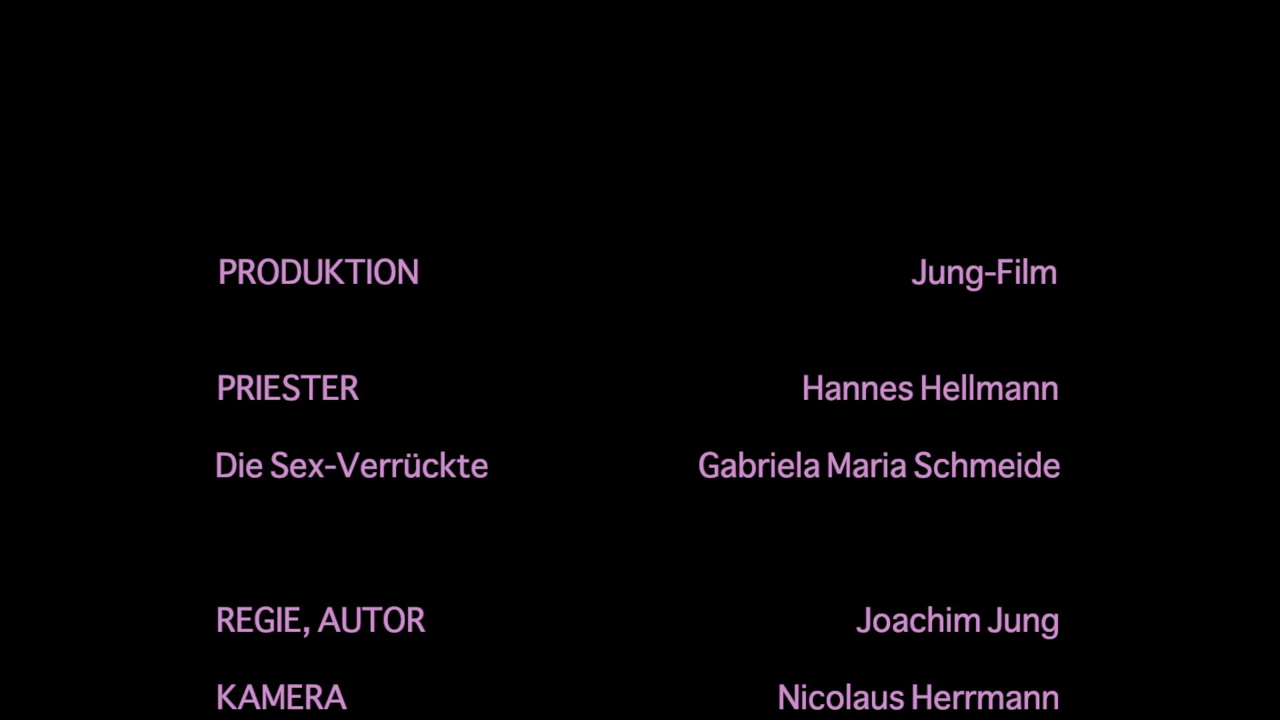 PRODUKTION Jung-Film
PRIESTER Hannes Hellmann
Die Sex-Verrückte Gabriela Maria Schmeide
REGIE, AUTOR Joachim Jung
KAMERA Nicolaus Herrmann